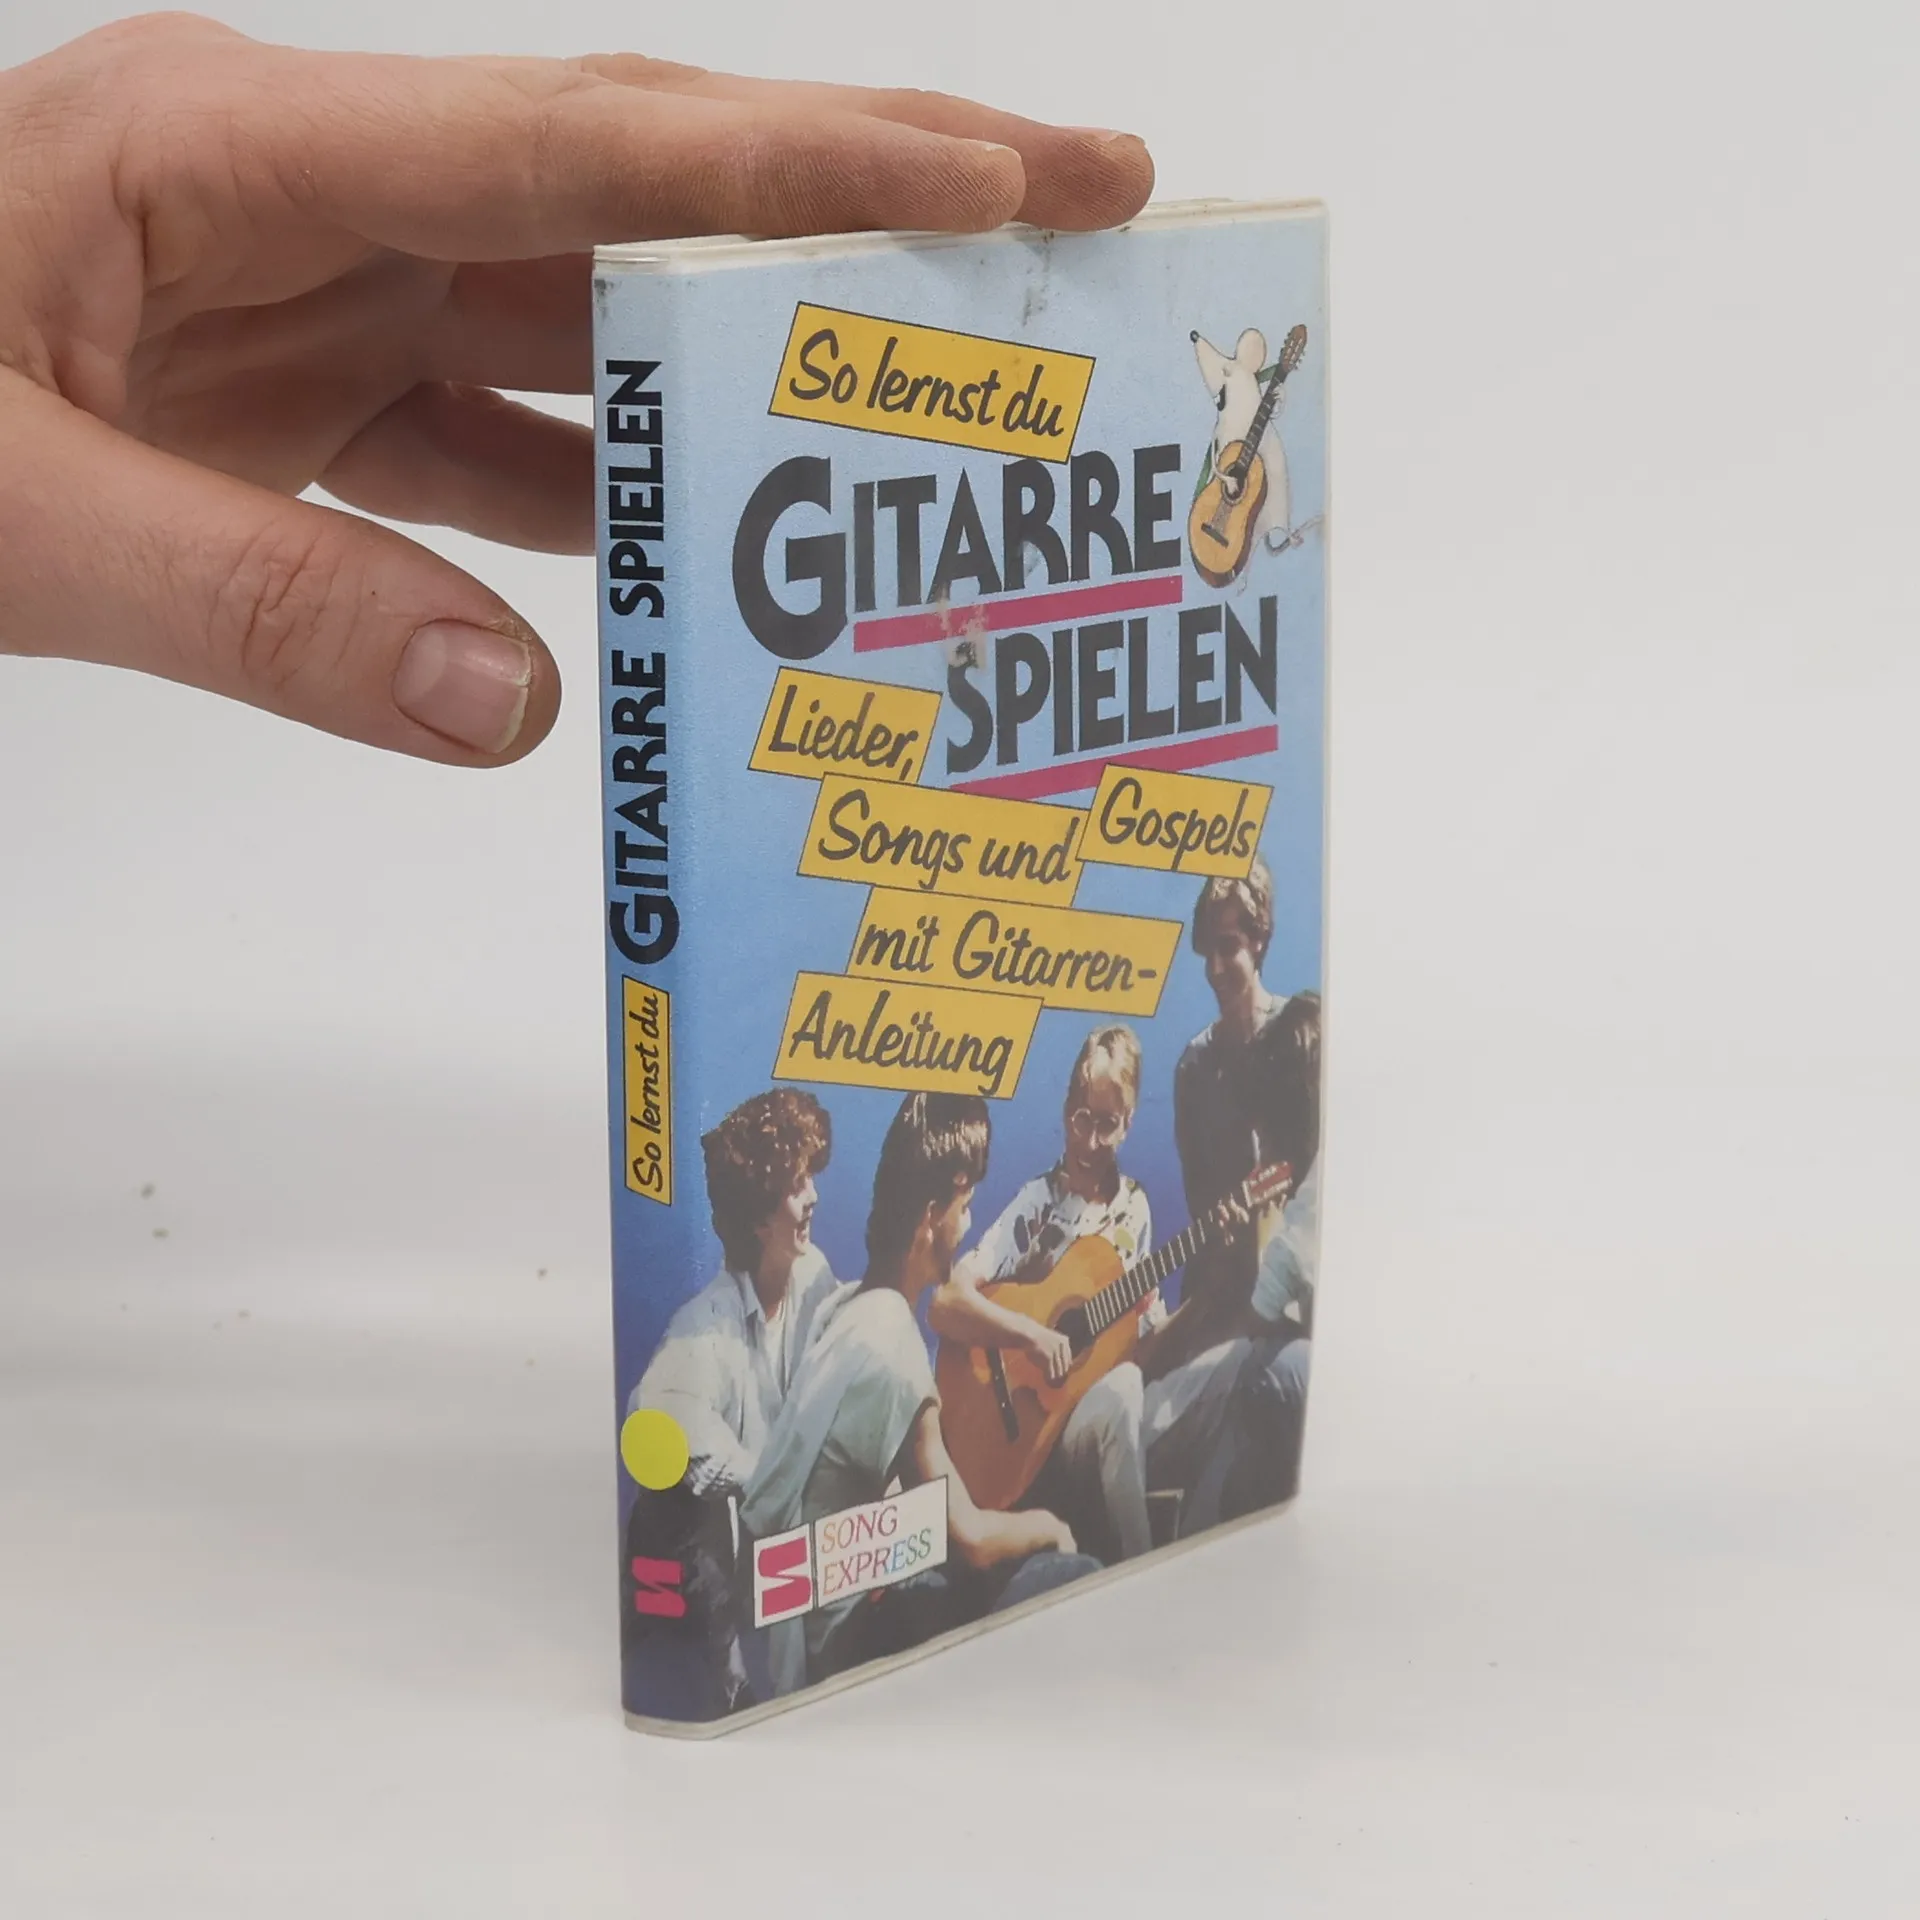 So lernst du
GITARRE
SPIELEN
Lieder,
Songs und
Gospels
mit Gitarren-
Anleitung
SONG
EXPRESS
So lernst du GITARRE SPIELEN